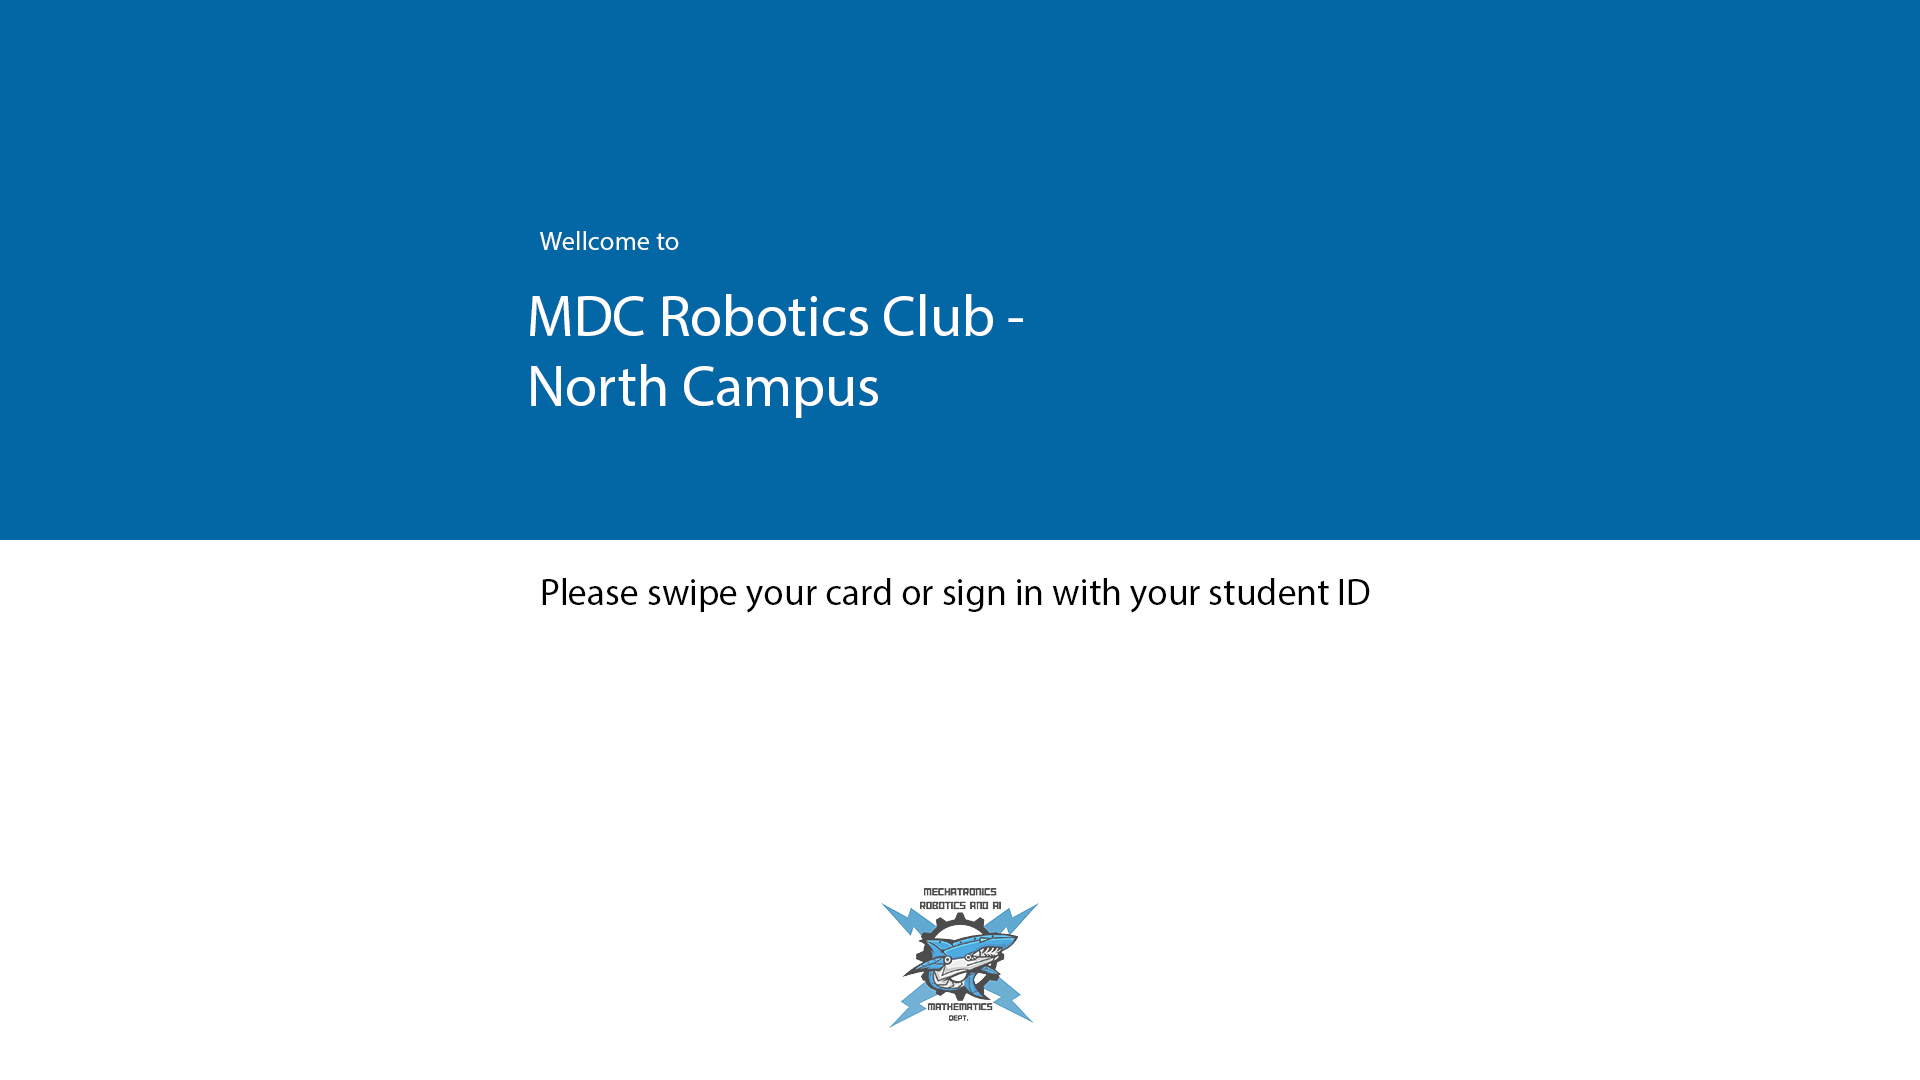 Wellcome to
MDC Robotics Club -
North Campus
Please swipe your card or sign in with your student ID
MECHATRONICS
ROBOTICS AND AI
MATHEMATICS
DEPT.